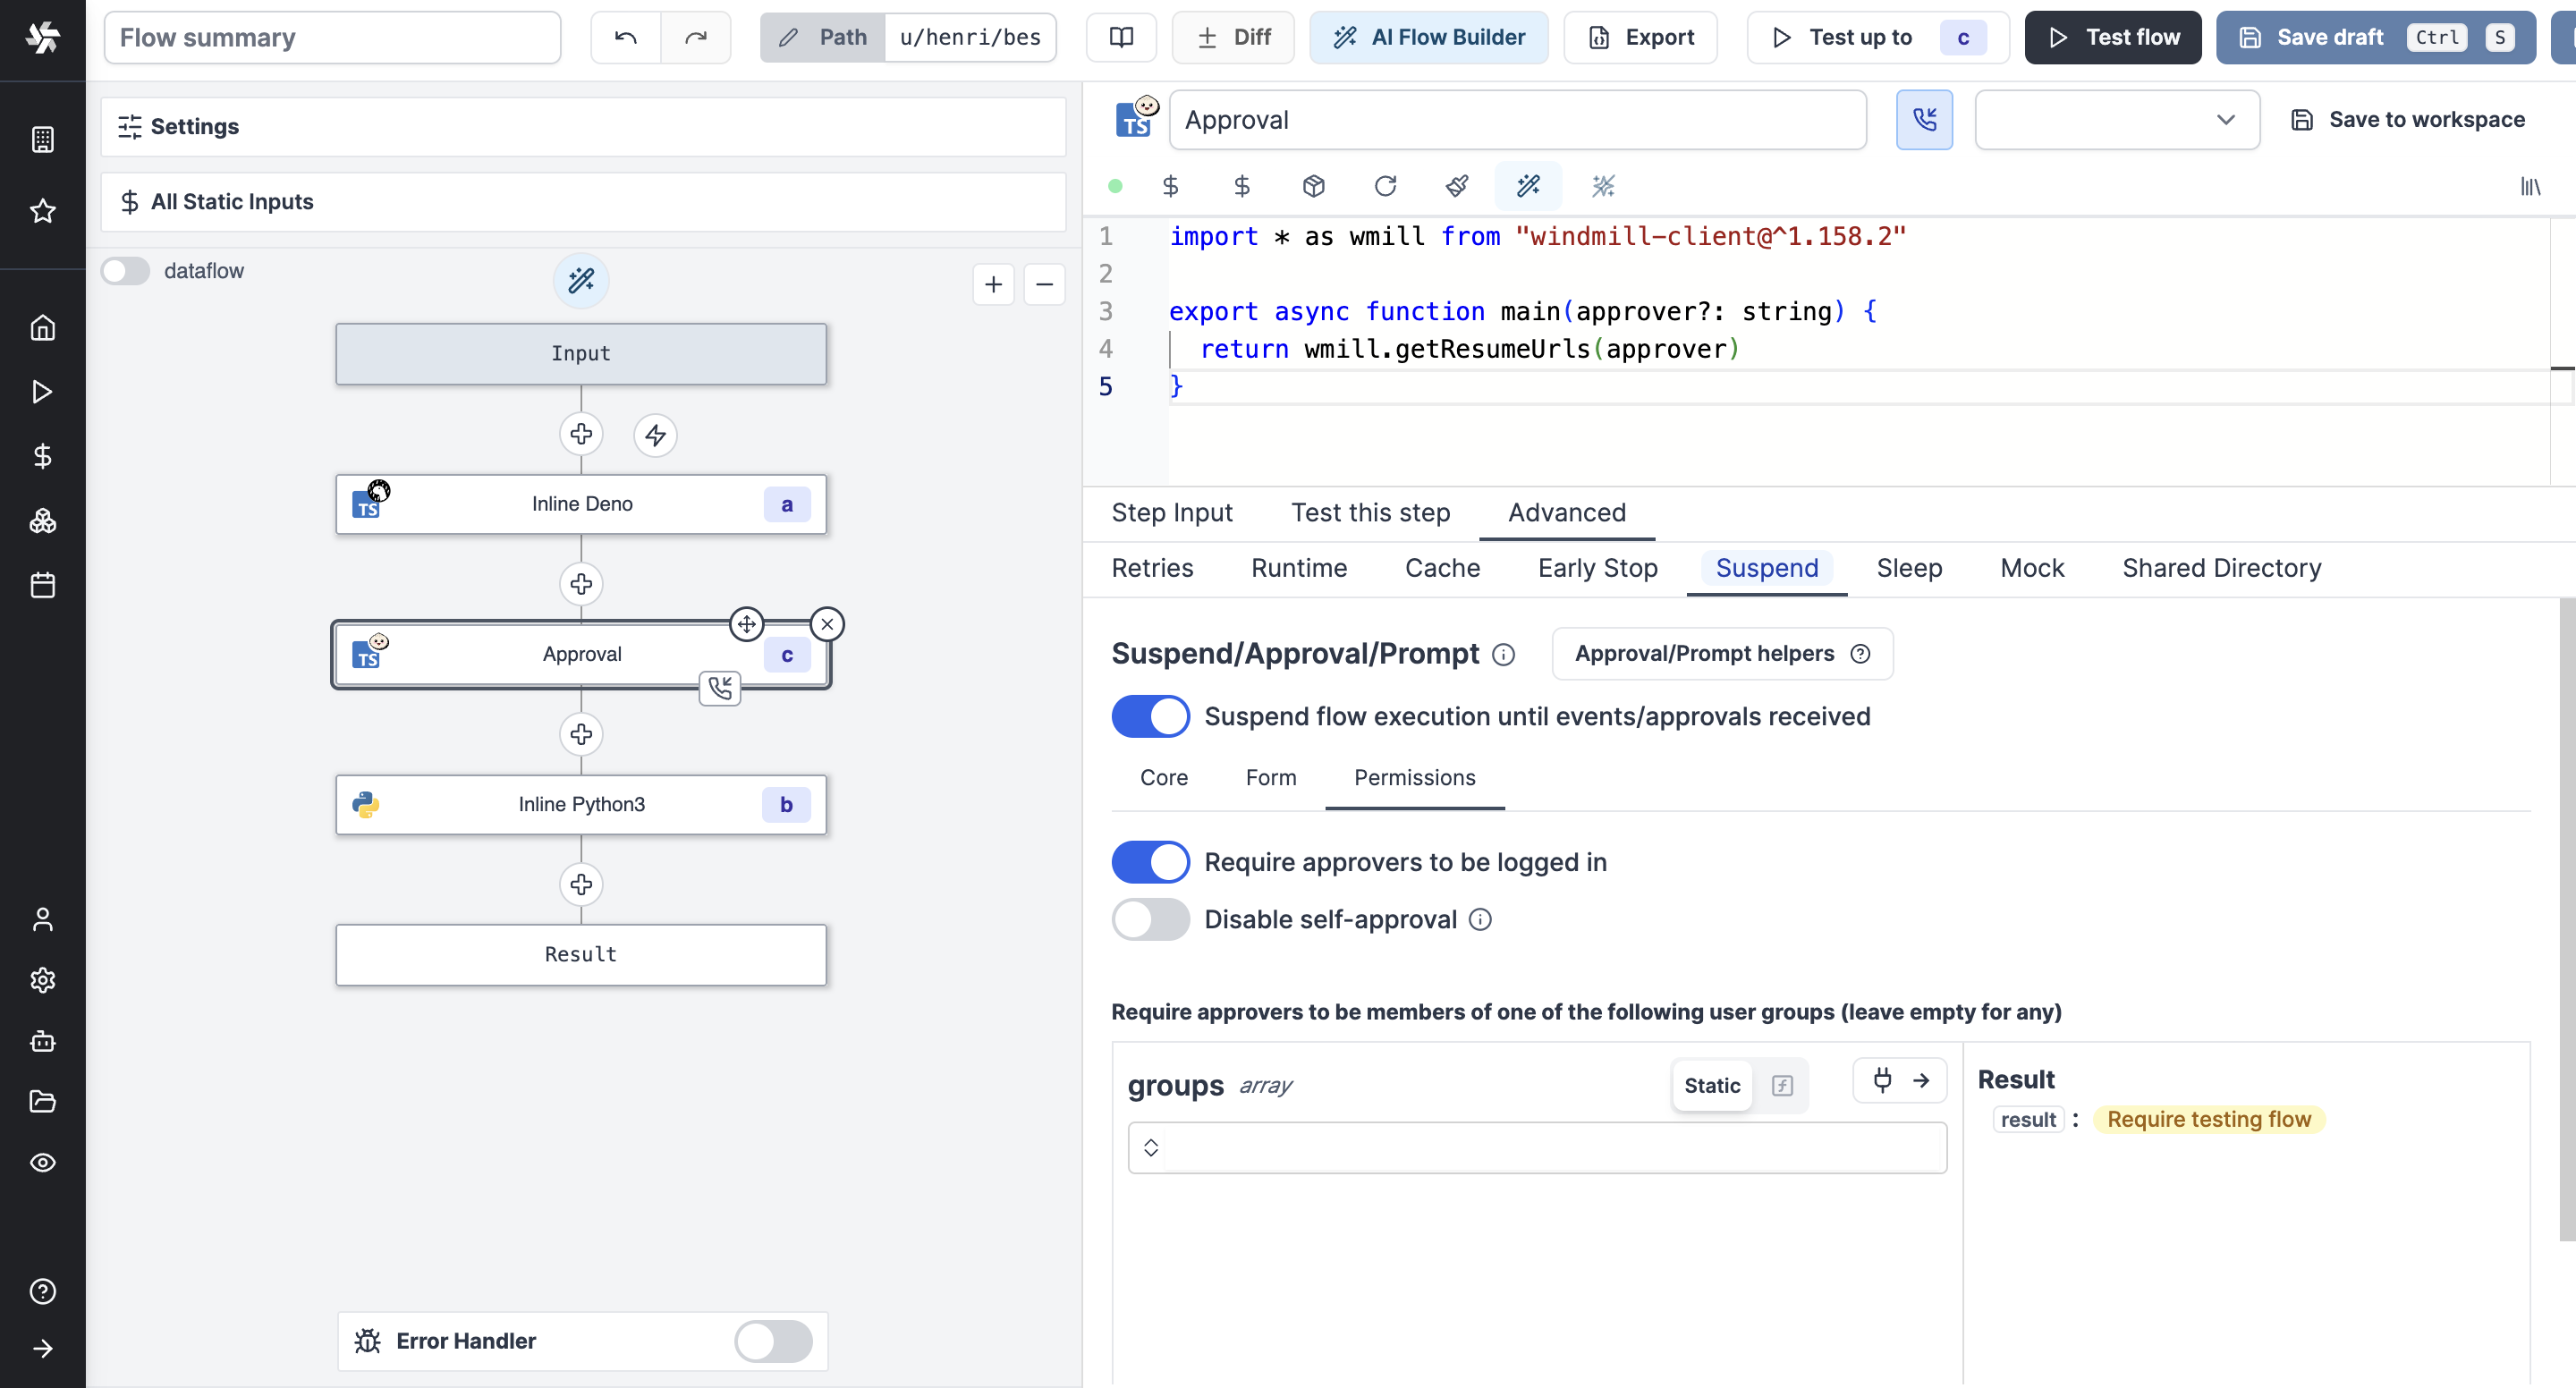 Flow summary
Path
u/henri/bes
Diff
AI Flow Builder
Export
Test up to
c
Test flow
Save draft
Ctrl
S
Settings
All Static Inputs
dataflow
Input
TS
Inline Deno
a
TS
Approval
c
Inline Python3
b
Result
Error Handler
TS
Approval
Save to workspace
1
import * as wmill from "windmill-client@^1.158.2"
2
3
export async function main(approver?: string) {
4
return wmill.getResumeUrls(approver)
5
}
Step Input
Test this step
Advanced
Retries
Runtime
Cache
Early Stop
Suspend
Sleep
Mock
Shared Directory
Suspend/Approval/Prompt
Approval/Prompt helpers
Suspend flow execution until events/approvals received
Core
Form
Permissions
Require approvers to be logged in
Disable self-approval
Require approvers to be members of one of the following user groups (leave empty for any)
groups array
Static
Result
result : Require testing flow